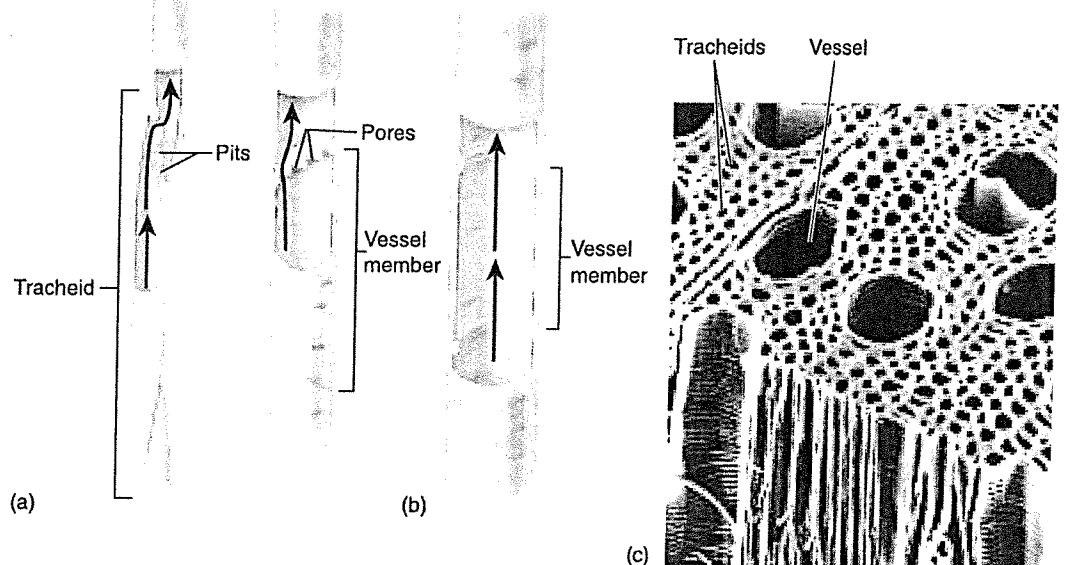 Tracheids
Vessel
Pores
Pits
Vessel
member
Vessel
member
Tracheid
(a)
(b)
(c)